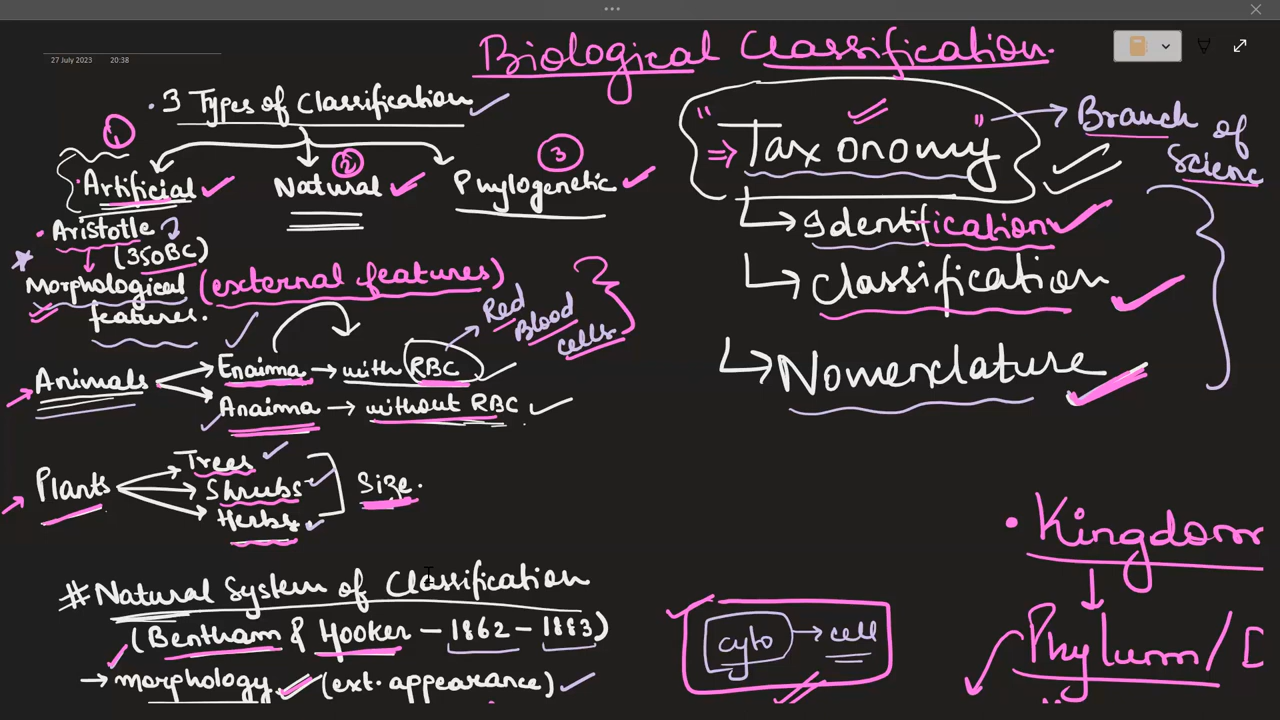 27 July 2023 20:38
Biological Classification.
3 Types of Classification
① ② ③
Artificial Natural Phylogenetic
Aristotle
(350BC)
Morphological (external features)
features.
Red
Blood
cells
Animals → Enaima → with RBC
Anaima → without RBC
Plants → Trees
Shrubs
Herbs
Size.
# Natural System of Classification
(Bentham & Hooker - 1862 - 1883)
→ morphology (ext. appearance)
"⇒ Taxonomy" → Branch of
Scienc
↳ Identification
↳ Classification
↳ Nomenclature
cyto → cell
• Kingdom
↓
Phylum/